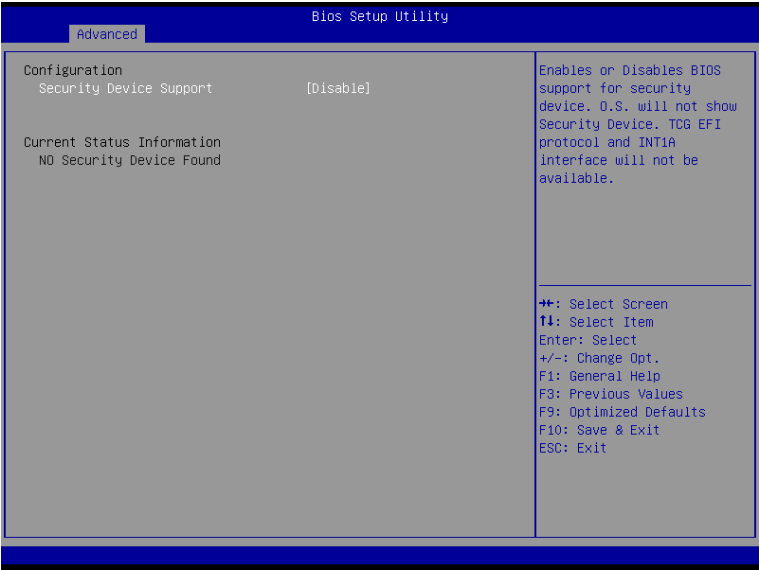 Bios Setup Utility
Advanced
Configuration
Security Device Support [Disable]
Current Status Information
NO Security Device Found
Enables or Disables BIOS
support for security
device. O.S. will not show
Security Device. TCG EFI
protocol and INT1A
interface will not be
available.
→←: Select Screen
↑↓: Select Item
Enter: Select
+/-: Change Opt.
F1: General Help
F3: Previous Values
F9: Optimized Defaults
F10: Save & Exit
ESC: Exit